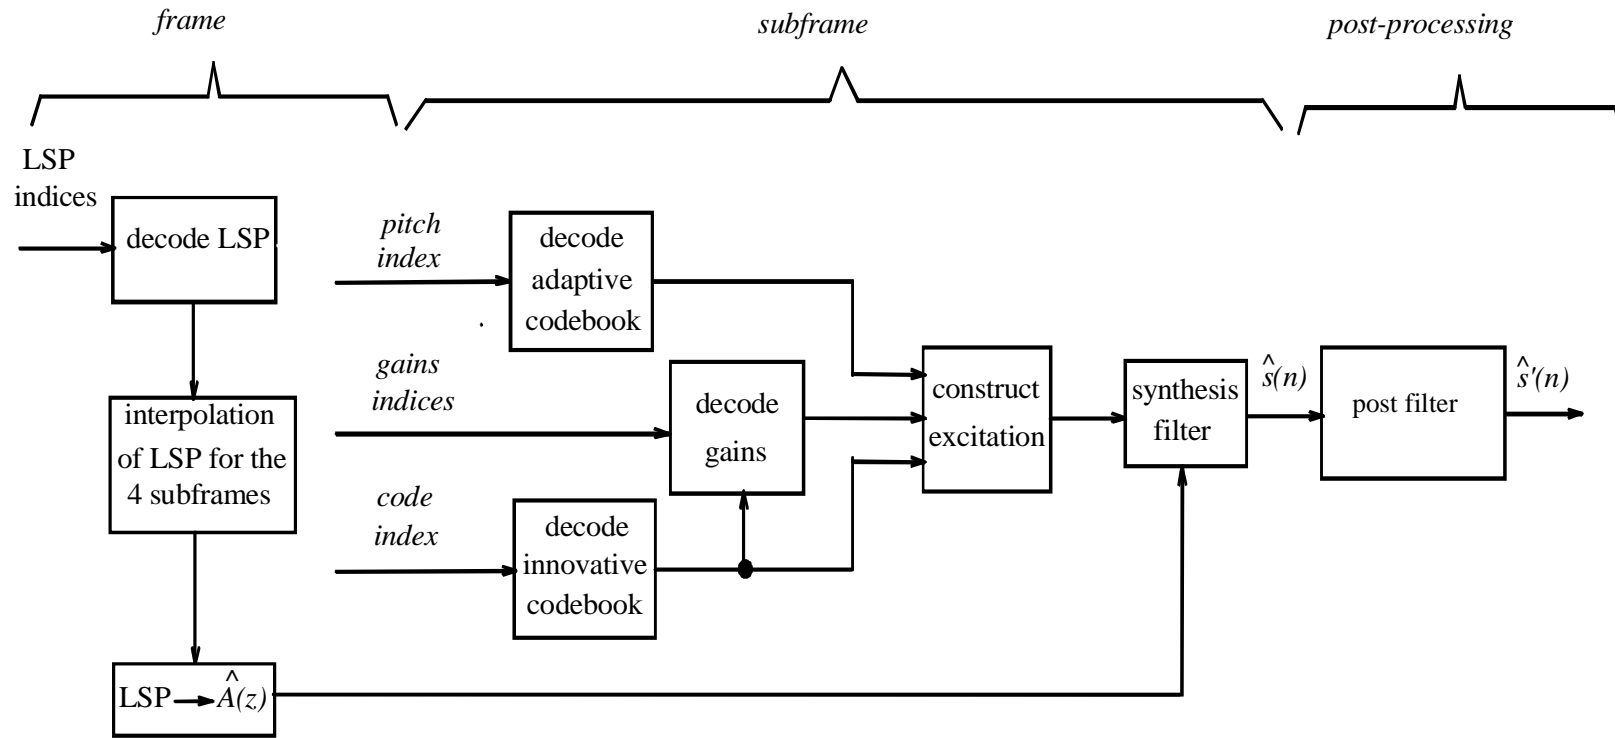 frame
subframe
post-processing
LSP
indices
decode LSP
interpolation
of LSP for the
4 subframes
LSP → Â(z)
pitch
index
decode
adaptive
codebook
gains
indices
decode
gains
code
index
decode
innovative
codebook
construct
excitation
synthesis
filter
ŝ(n)
post filter
ŝ'(n)